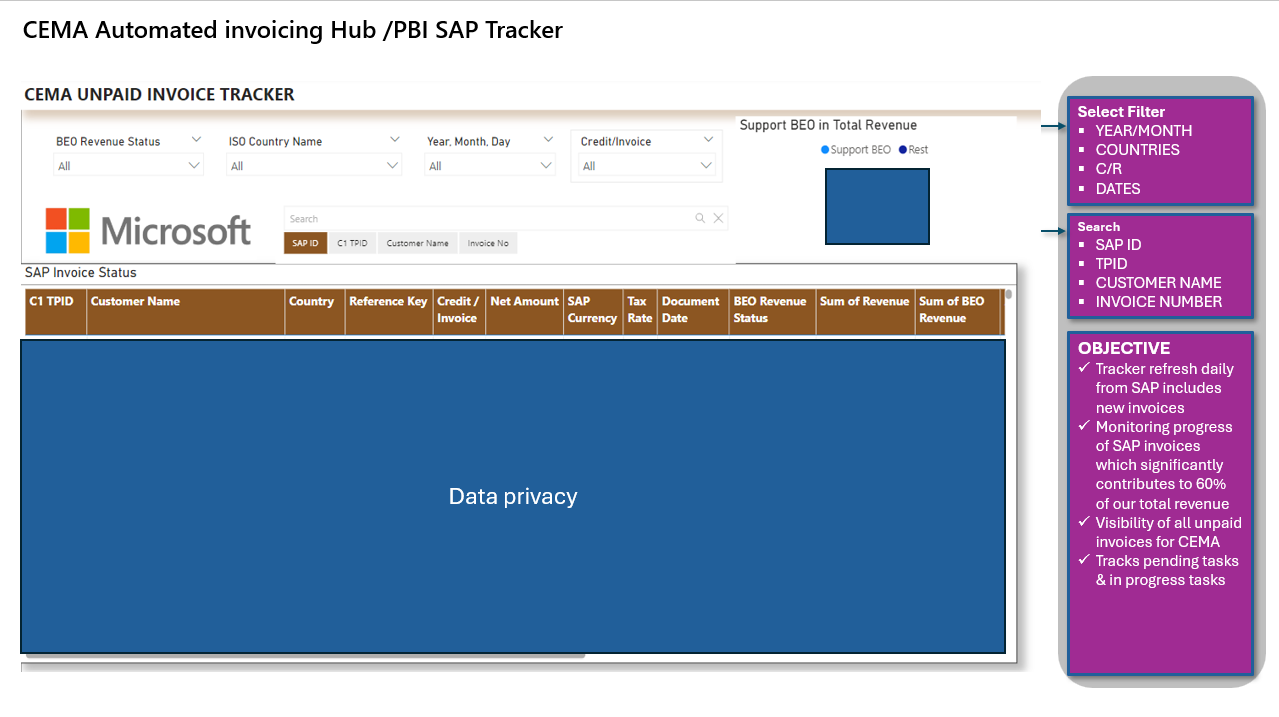 CEMA Automated invoicing Hub /PBI SAP Tracker
CEMA UNPAID INVOICE TRACKER
BEO Revenue Status
All
ISO Country Name
All
Year, Month, Day
All
Credit/Invoice
All
Support BEO in Total Revenue
Support BEO Rest
Microsoft
Search
SAP ID C1 TPID Customer Name Invoice No
SAP Invoice Status
C1 TPID
Customer Name
Country
Reference Key
Credit /
Invoice
Net Amount
SAP
Currency
Tax
Rate
Document
Date
BEO Revenue
Status
Sum of Revenue
Sum of BEO
Revenue
Data privacy
Select Filter
▪ YEAR/MONTH
▪ COUNTRIES
▪ C/R
▪ DATES
Search
▪ SAP ID
▪ TPID
▪ CUSTOMER NAME
▪ INVOICE NUMBER
OBJECTIVE
✓ Tracker refresh daily
from SAP includes
new invoices
✓ Monitoring progress
of SAP invoices
which significantly
contributes to 60%
of our total revenue
✓ Visibility of all unpaid
invoices for CEMA
✓ Tracks pending tasks
& in progress tasks